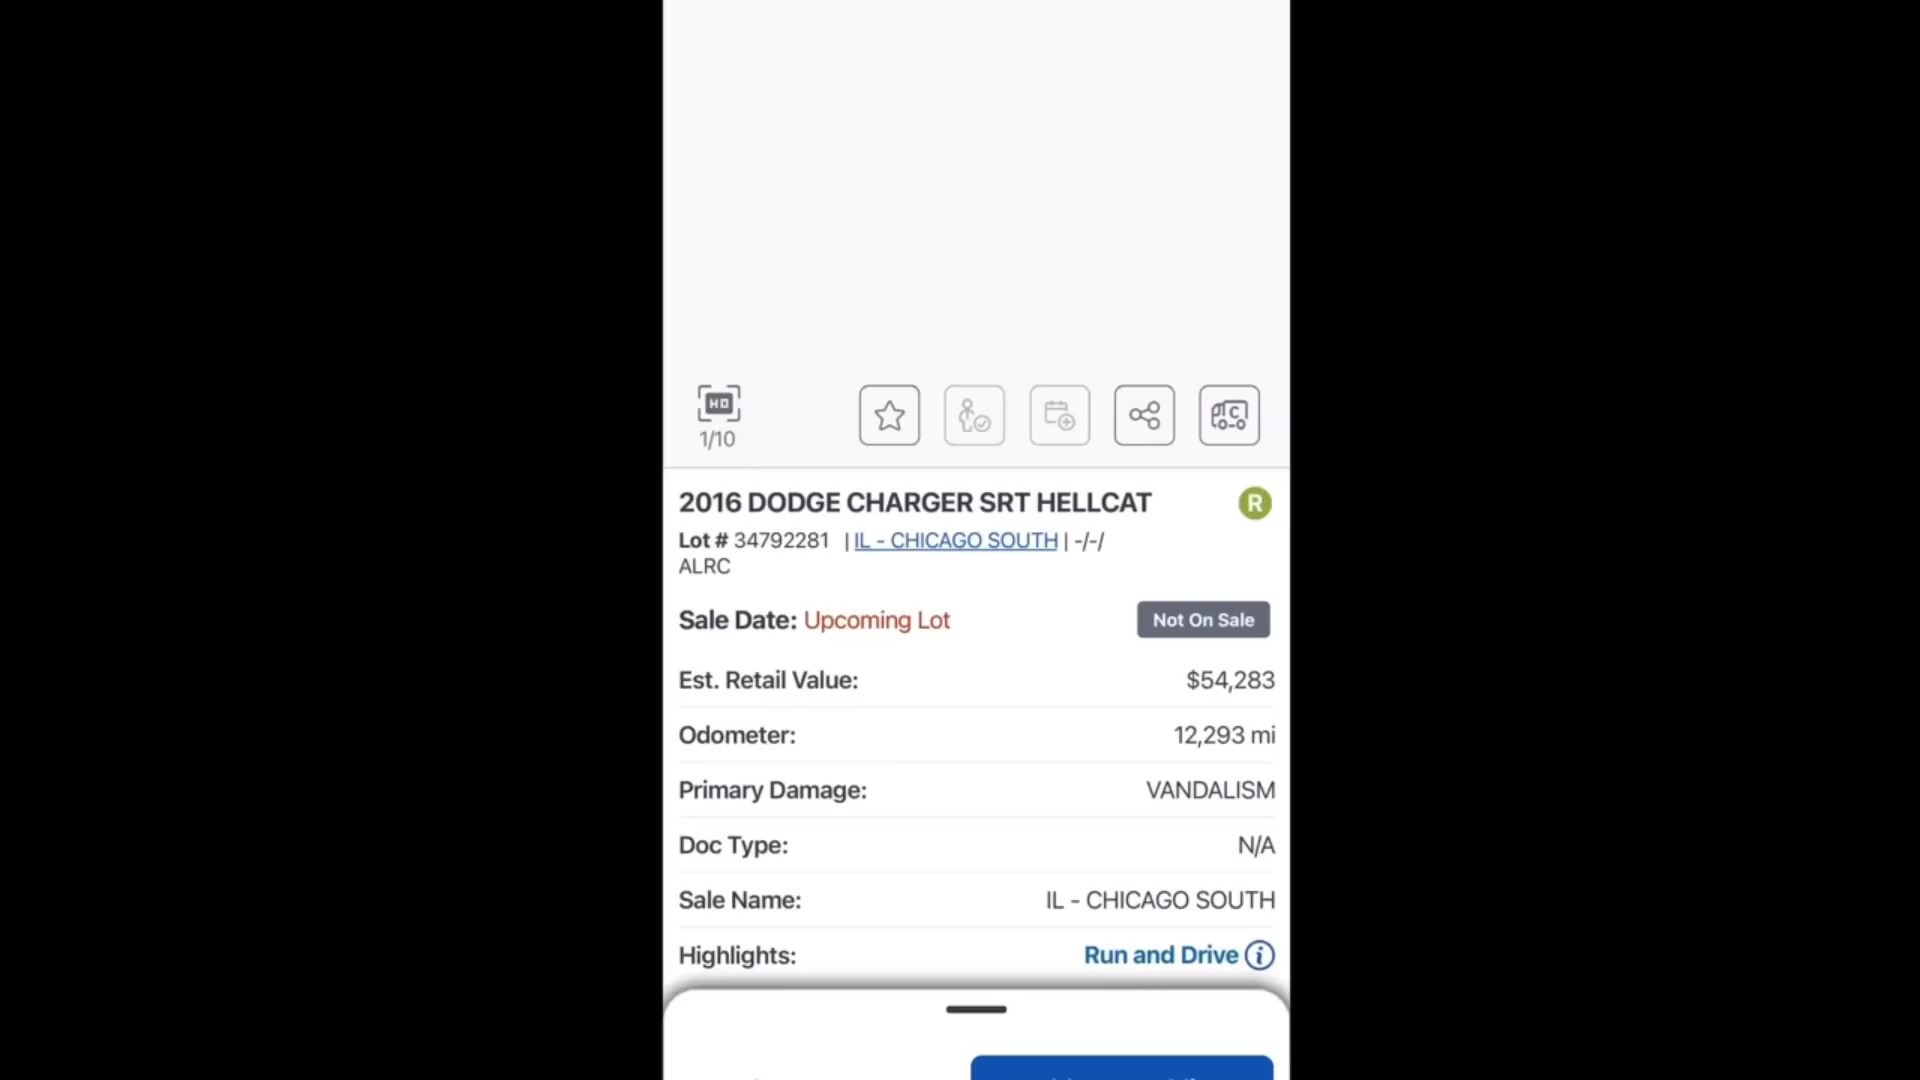 HD
1/10
C
2016 DODGE CHARGER SRT HELLCAT R
Lot # 34792281 | IL - CHICAGO SOUTH | -/-/
ALRC
Sale Date: Upcoming Lot Not On Sale
Est. Retail Value: $54,283
Odometer: 12,293 mi
Primary Damage: VANDALISM
Doc Type: N/A
Sale Name: IL - CHICAGO SOUTH
Highlights: Run and Drive i